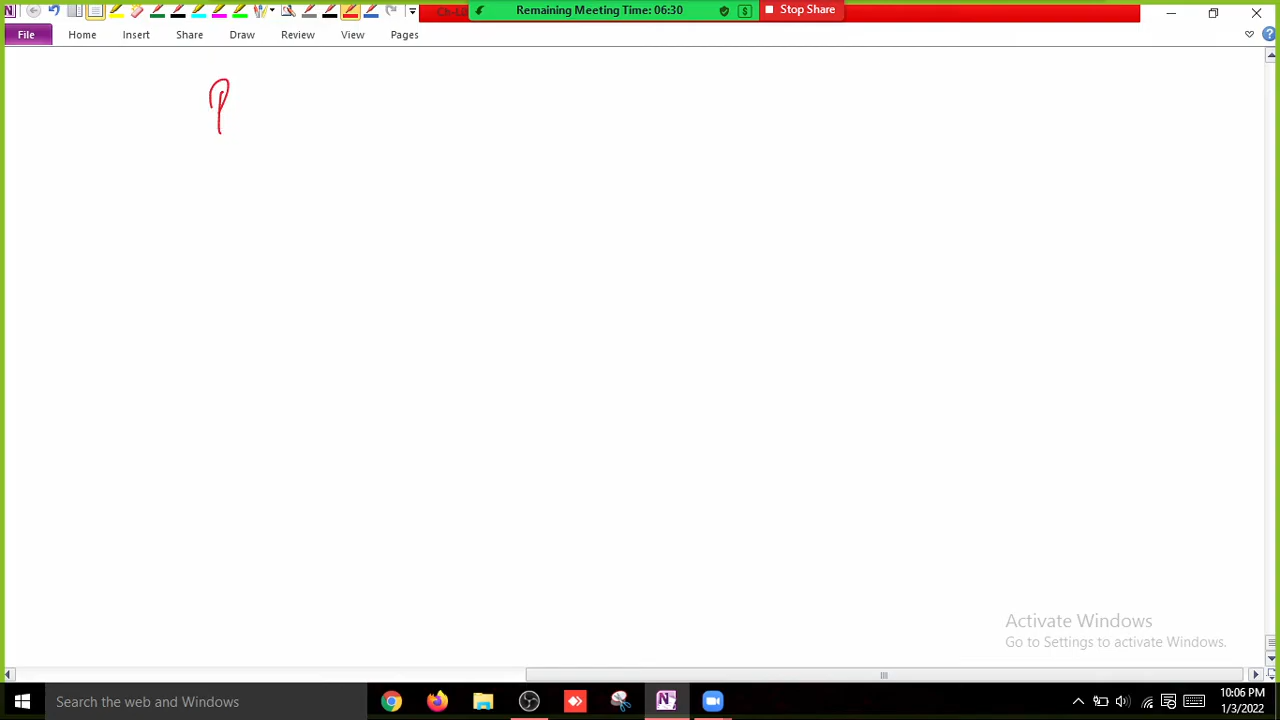 Remaining Meeting Time: 06:30
Stop Share
File Home Insert Share Draw Review View Pages
P
Activate Windows
Go to Settings to activate Windows.
Search the web and Windows
10:06 PM
1/3/2022